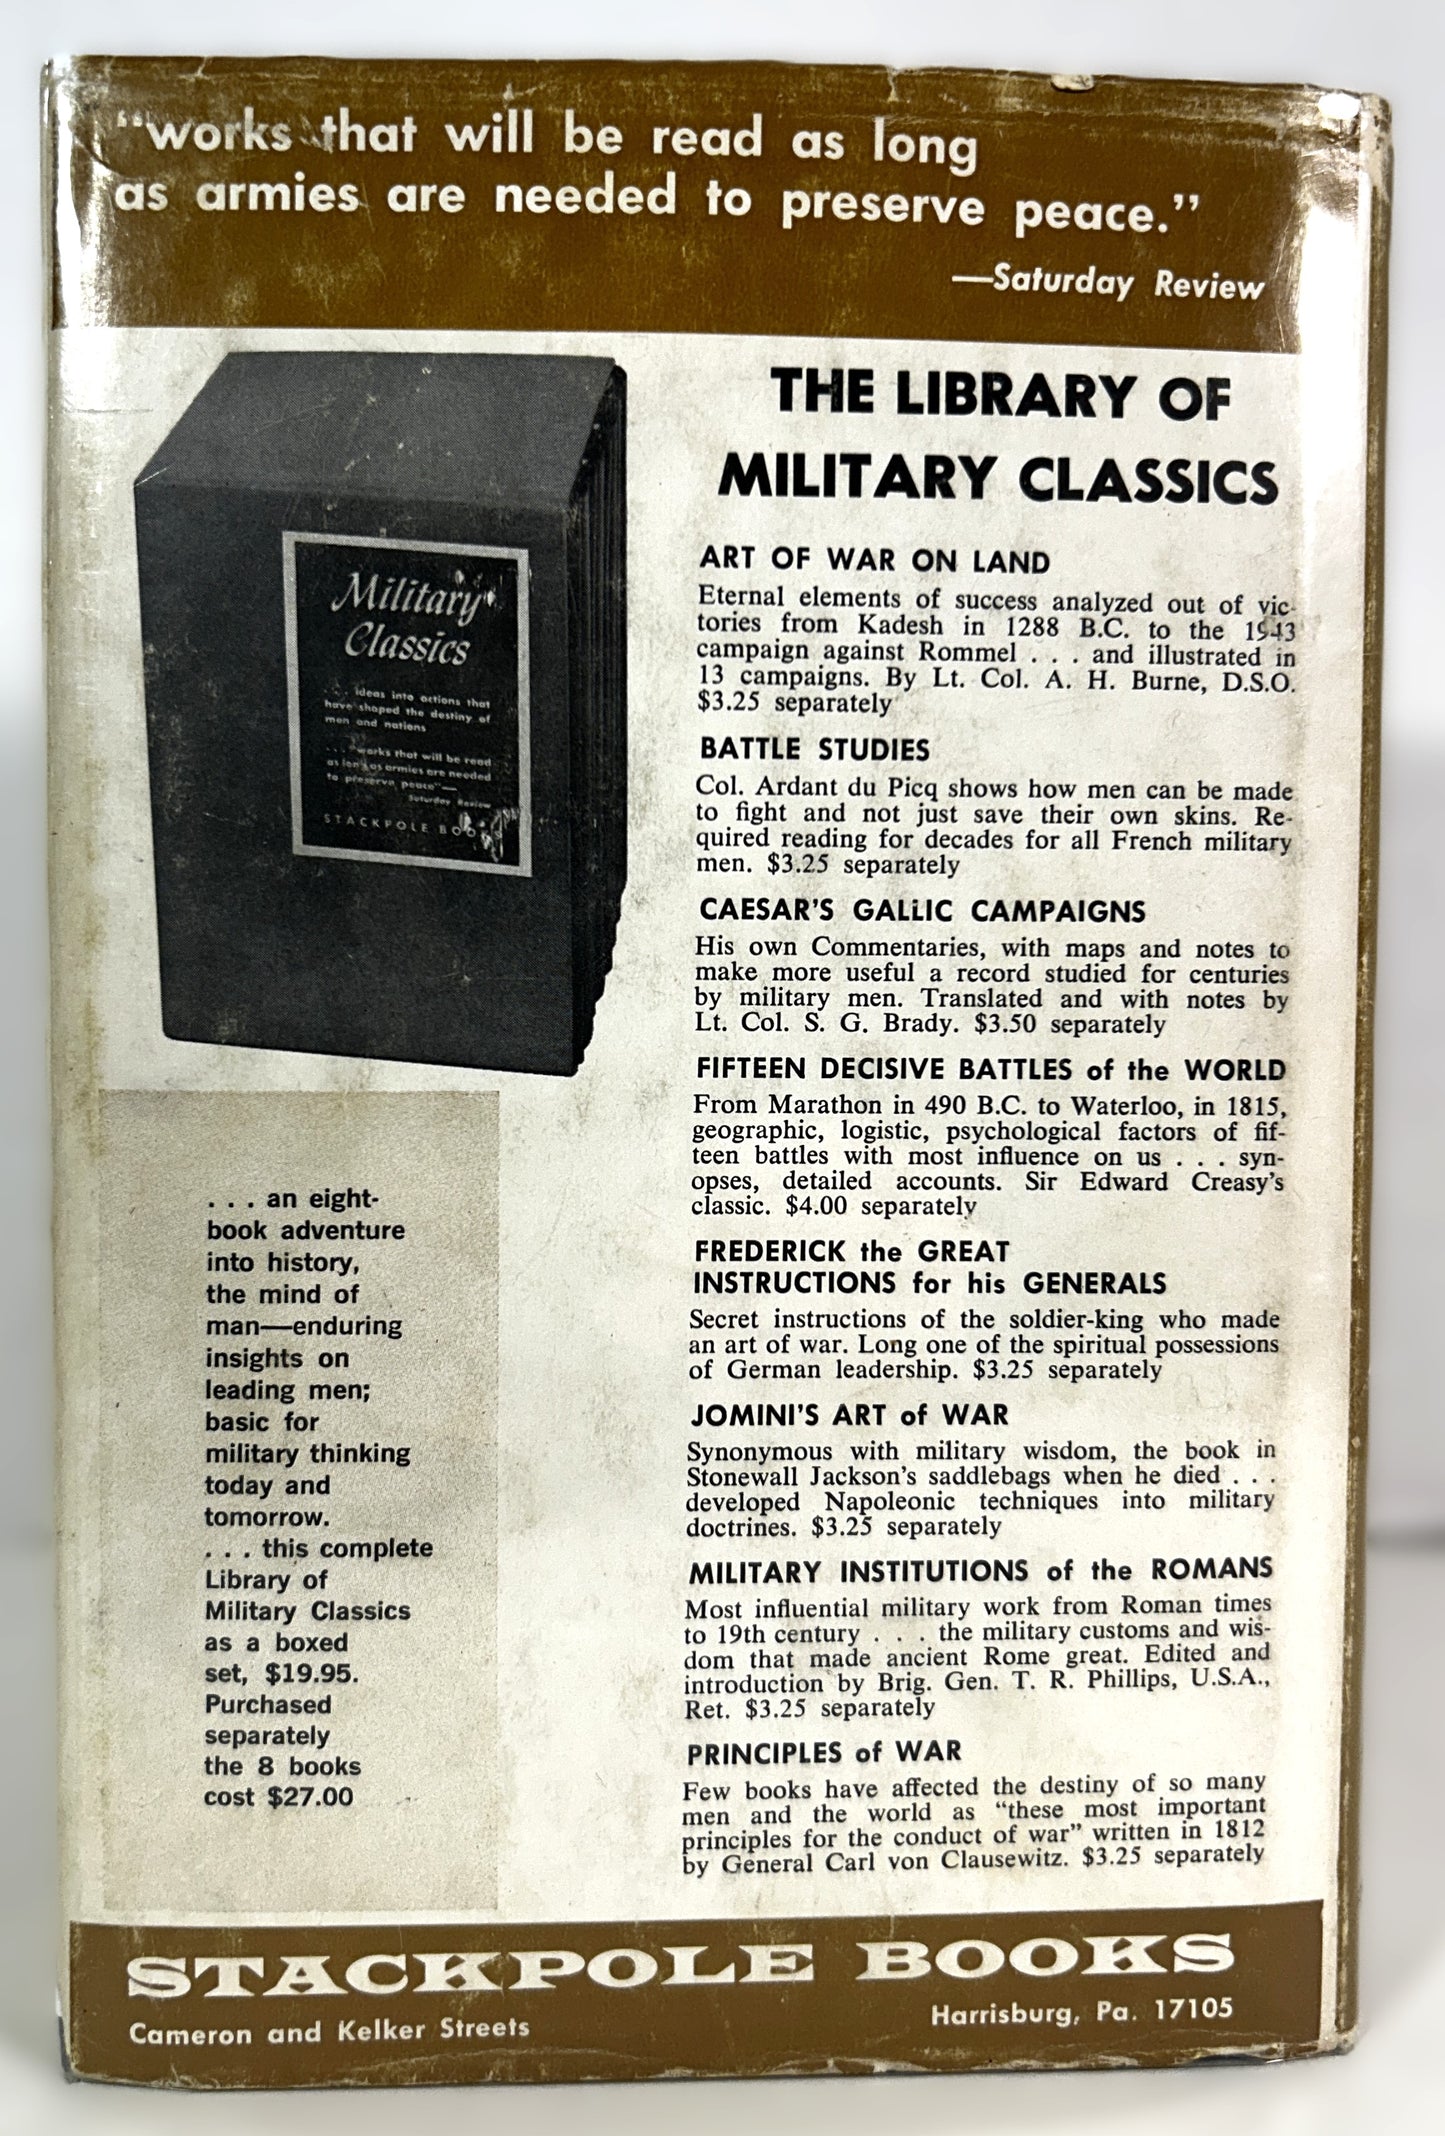 “works that will be read as long
as armies are needed to preserve peace.”
—Saturday Review
Military
Classics
. . . ideas into actions that
have shaped the destiny of
men and nations
. . . “works that will be read
as long as armies are needed
to preserve peace”—
Saturday Review
STACKPOLE BOOKS
. . . an eight-
book adventure
into history,
the mind of
man—enduring
insights on
leading men;
basic for
military thinking
today and
tomorrow.
. . . this complete
Library of
Military Classics
as a boxed
set, $19.95.
Purchased
separately
the 8 books
cost $27.00
THE LIBRARY OF
MILITARY CLASSICS
ART OF WAR ON LAND
Eternal elements of success analyzed out of vic-
tories from Kadesh in 1288 B.C. to the 1943
campaign against Rommel . . . and illustrated in
13 campaigns. By Lt. Col. A. H. Burne, D.S.O.
$3.25 separately
BATTLE STUDIES
Col. Ardant du Picq shows how men can be made
to fight and not just save their own skins. Re-
quired reading for decades for all French military
men. $3.25 separately
CAESAR'S GALLIC CAMPAIGNS
His own Commentaries, with maps and notes to
make more useful a record studied for centuries
by military men. Translated and with notes by
Lt. Col. S. G. Brady. $3.50 separately
FIFTEEN DECISIVE BATTLES of the WORLD
From Marathon in 490 B.C. to Waterloo, in 1815,
geographic, logistic, psychological factors of fif-
teen battles with most influence on us . . . syn-
opses, detailed accounts. Sir Edward Creasy's
classic. $4.00 separately
FREDERICK the GREAT
INSTRUCTIONS for his GENERALS
Secret instructions of the soldier-king who made
an art of war. Long one of the spiritual possessions
of German leadership. $3.25 separately
JOMINI'S ART of WAR
Synonymous with military wisdom, the book in
Stonewall Jackson's saddlebags when he died . . .
developed Napoleonic techniques into military
doctrines. $3.25 separately
MILITARY INSTITUTIONS of the ROMANS
Most influential military work from Roman times
to 19th century . . . the military customs and wis-
dom that made ancient Rome great. Edited and
introduction by Brig. Gen. T. R. Phillips, U.S.A.,
Ret. $3.25 separately
PRINCIPLES of WAR
Few books have affected the destiny of so many
men and the world as “these most important
principles for the conduct of war” written in 1812
by General Carl von Clausewitz. $3.25 separately
STACKPOLE BOOKS
Cameron and Kelker Streets
Harrisburg, Pa. 17105